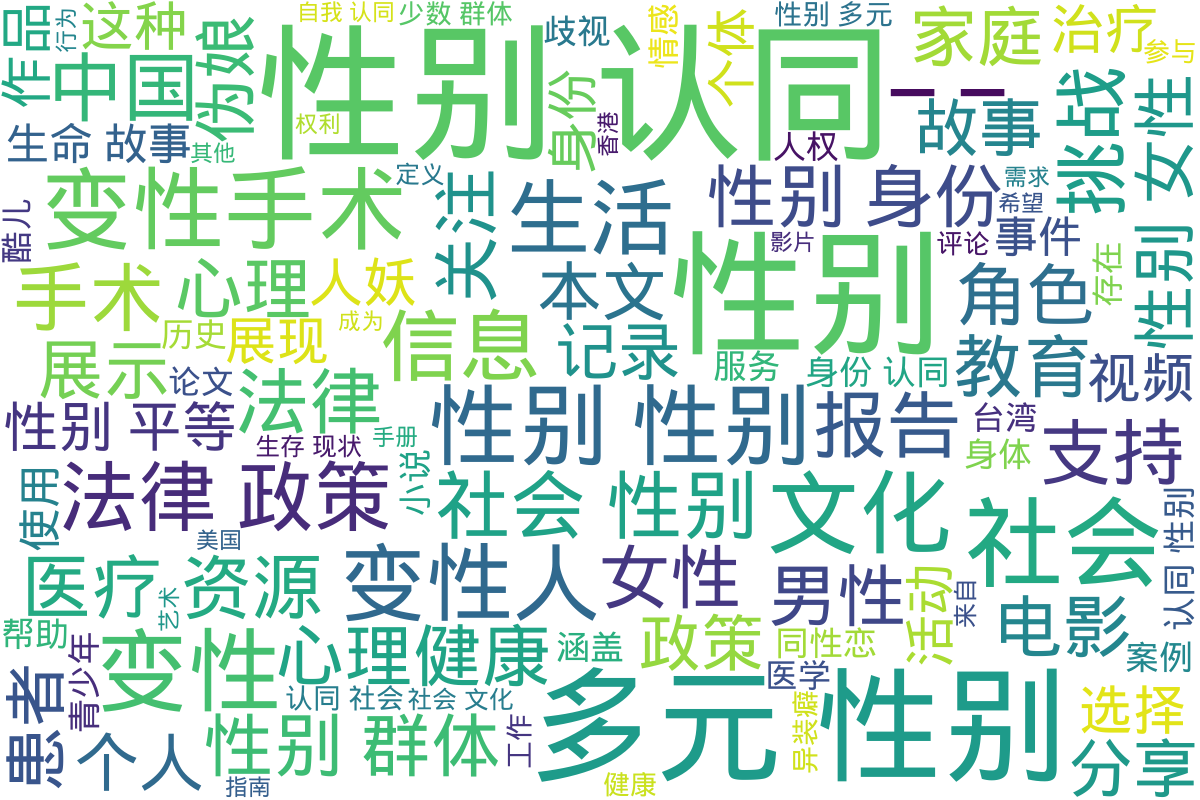 自我 认同
少数 群体
性别 多元
作品
行为
这种
伪娘
性别认同
歧视
情感
个体
家庭
治疗
参与
中国
一一
身份
挑战
女性
故事
生命 故事
其他
权利
香港
人权
酷儿
变性手术
定义
关注
生活
性别 身份
需求
希望
事件
影片
评论
性别
性别
存在
手术
心理
人妖
本文
角色
历史
展现
成为
信息
记录
服务
身份 认同
教育
视频
展示
论文
法律
性别 性别
报告
台湾
身体
支持
性别 平等
生存 现状
手册
小说
使用
法律 政策
美国
社会 性别
文化
社会
认同 性别
医疗 资源
艺术
变性人
女性
男性
活动
来自
电影
帮助
青少年
变性
心理健康
涵盖
政策
同性恋
医学
案例
患者
认同 社会
社会 文化
多元 性别
选择
个人
性别 群体
工作
异装癖
分享
指南
健康